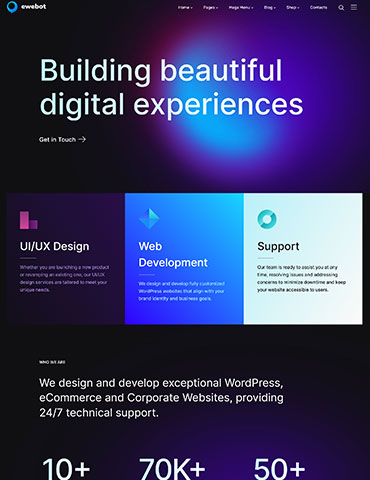 ewebot
Home Pages Mega Menu Blog Shop Contacts
Building beautiful
digital experiences
Get in Touch
UI/UX Design
Whether you are launching a new product
or revamping an existing one, our UI/UX
design services are tailored to meet your
unique needs.
Web
Development
We design and develop fully customized
WordPress websites that align with your
brand identity and business goals.
Support
Our team is ready to assist you at any
time, resolving issues and addressing
concerns to minimize downtime and keep
your website accessible to users.
WHO WE ARE
We design and develop exceptional WordPress,
eCommerce and Corporate Websites, providing
24/7 technical support.
10+ 70K+ 50+